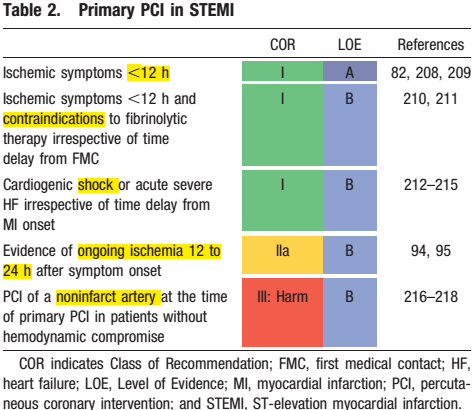 Table 2. Primary PCI in STEMI
COR LOE References
Ischemic symptoms <12 h I A 82, 208, 209
Ischemic symptoms <12 h and I B 210, 211
contraindications to fibrinolytic
therapy irrespective of time
delay from FMC
Cardiogenic shock or acute severe I B 212–215
HF irrespective of time delay from
MI onset
Evidence of ongoing ischemia 12 to IIa B 94, 95
24 h after symptom onset
PCI of a noninfarct artery at the time III: Harm B 216–218
of primary PCI in patients without
hemodynamic compromise
COR indicates Class of Recommendation; FMC, first medical contact; HF,
heart failure; LOE, Level of Evidence; MI, myocardial infarction; PCI, percuta-
neous coronary intervention; and STEMI, ST-elevation myocardial infarction.